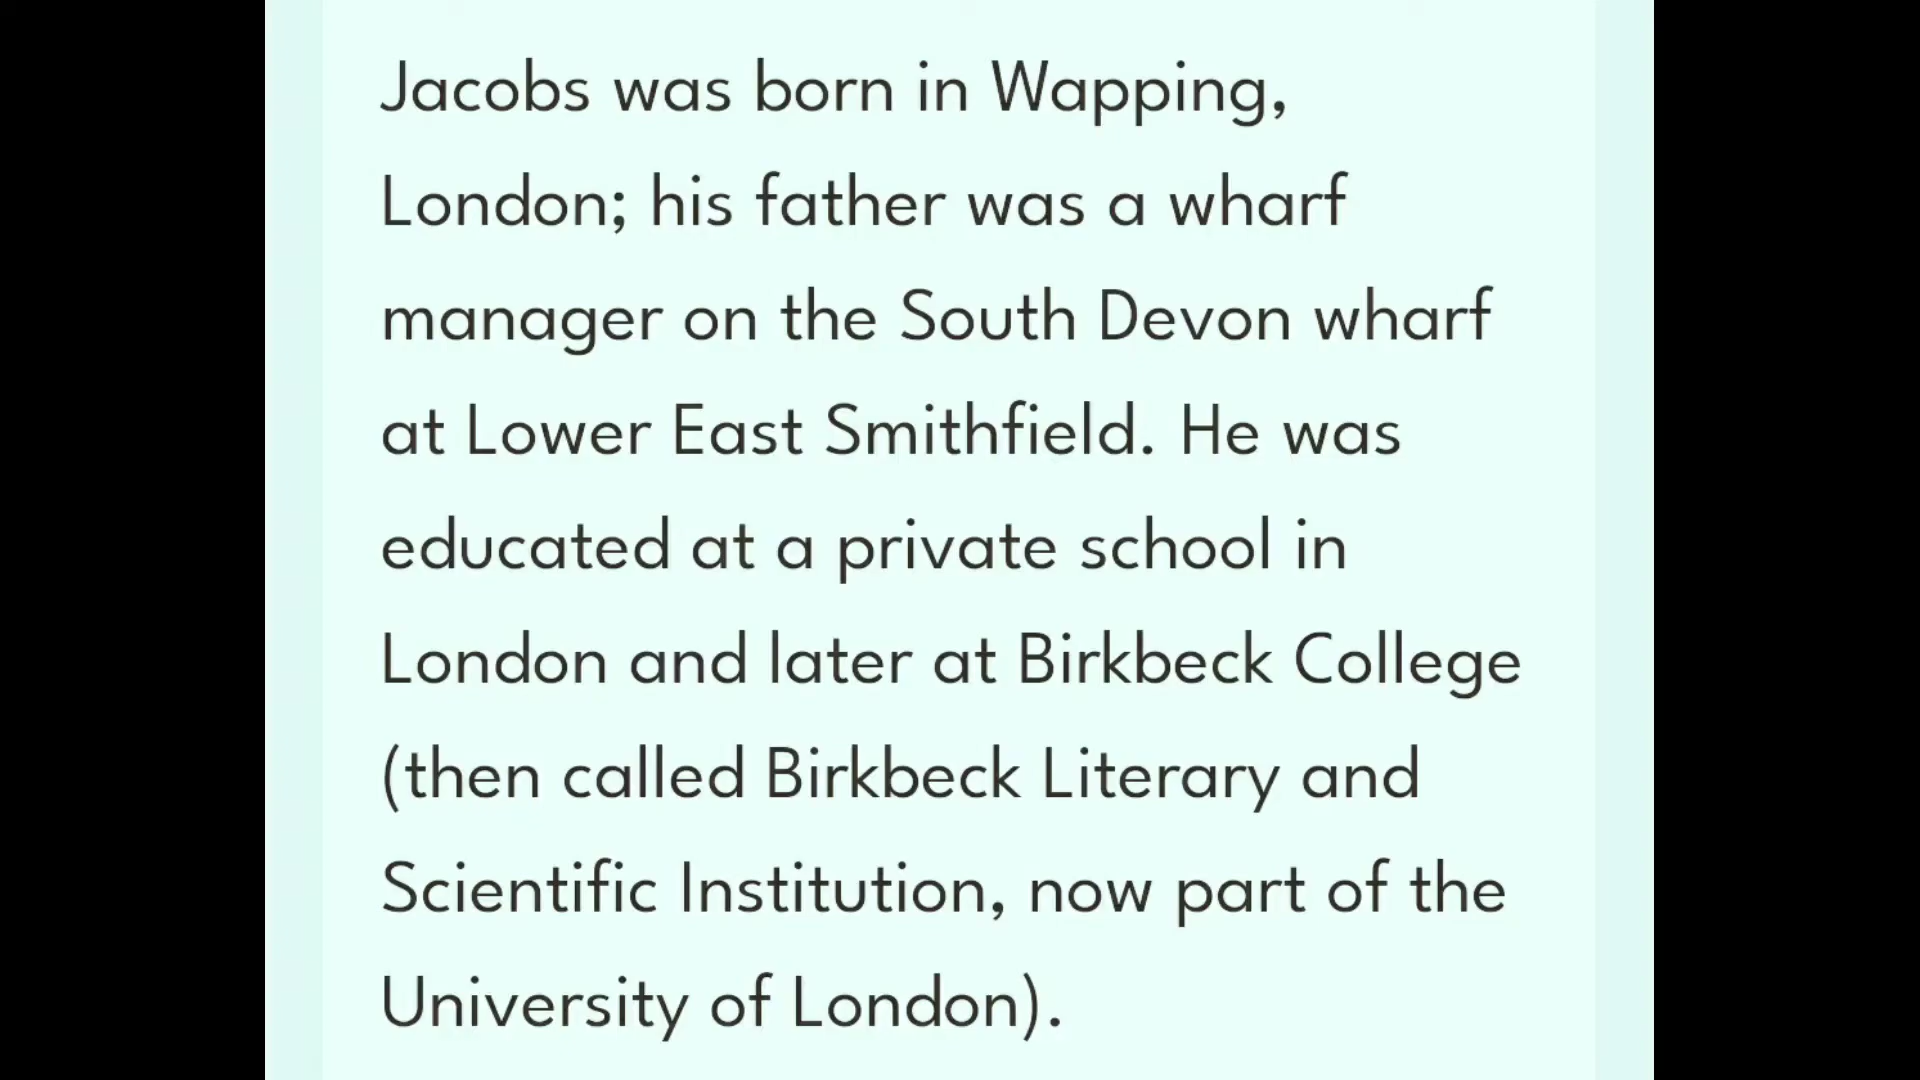 Jacobs was born in Wapping,
London; his father was a wharf
manager on the South Devon wharf
at Lower East Smithfield. He was
educated at a private school in
London and later at Birkbeck College
(then called Birkbeck Literary and
Scientific Institution, now part of the
University of London).